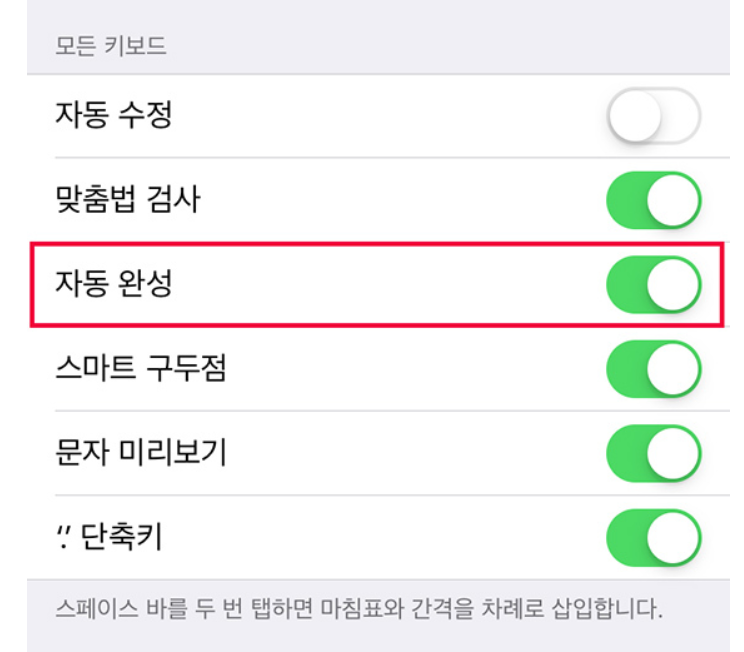 모든 키보드
자동 수정
맞춤법 검사
자동 완성
스마트 구두점
문자 미리보기
‘.’ 단축키
스페이스 바를 두 번 탭하면 마침표와 간격을 차례로 삽입합니다.